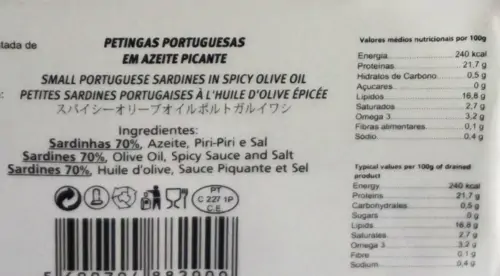 tada de
PETINGAS PORTUGUESAS
EM AZEITE PICANTE
SMALL PORTUGUESE SARDINES IN SPICY OLIVE OIL
PETITES SARDINES PORTUGAISES À L'HUILE D'OLIVE ÉPICÉE
スパイシーオリーブオイルポルトガルイワシ
Ingredientes:
Sardinhas 70%, Azeite, Piri-Piri e Sal
Sardines 70%, Olive Oil, Spicy Sauce and Salt
Sardines 70%, Huile d'olive, Sauce Piquante et Sel
PT
C 227 1P
C.E.
Valores médios nutricionais por 100g
Energia 240 kcal
Proteinas 21,7 g
Hidratos de Carbono 0,5 g
Açucares 0 g
Lípidos 16,8 g
Saturados 2,7 g
Omega 3 3,2 g
Fibras alimentares 0,1 g
Sódio 0,4 g
Typical values per 100g of drained
product
Energy 240 kcal
Proteins 21,7 g
Carbonhydrates 0,5 g
Sugars 0 g
Lipids 16,8 g
Saturates 2,7 g
Omega 3 3,2 g
Fibre 0,1 g
Sodium 0,4 g